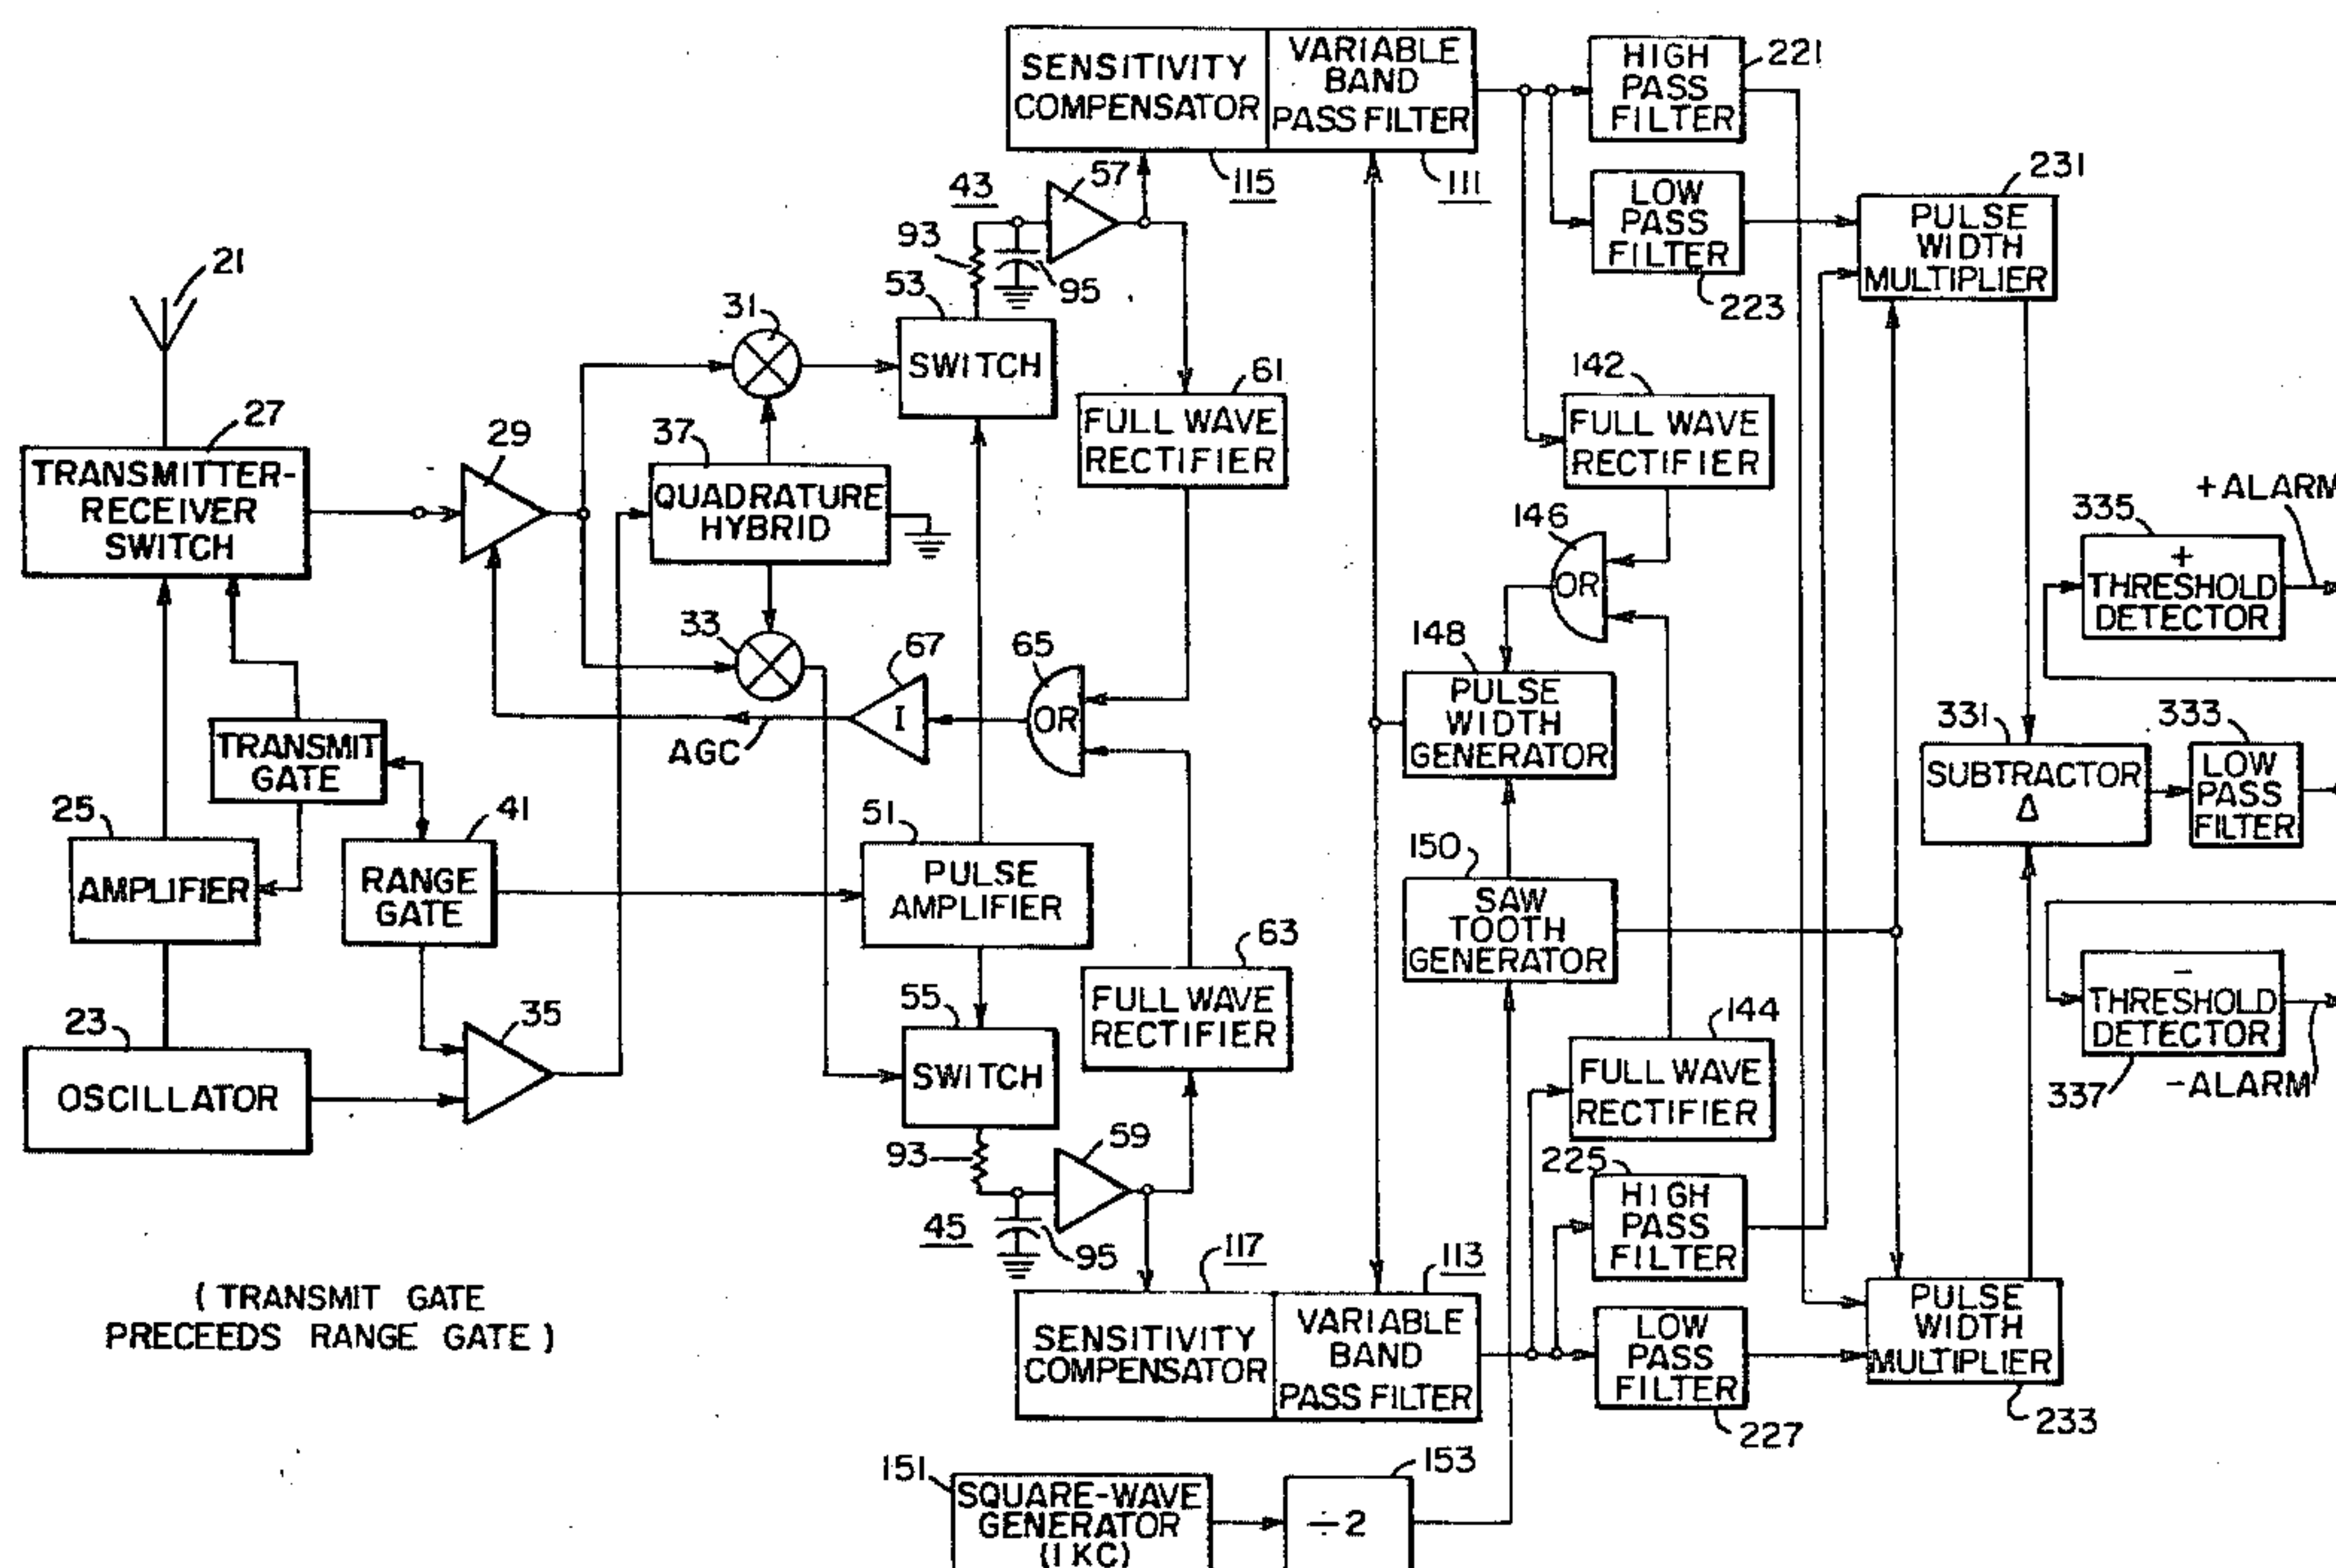 SENSITIVITY
COMPENSATOR
115
VARIABLE
BAND
PASS FILTER
111
HIGH
PASS
FILTER
221
LOW
PASS
FILTER
223
231
PULSE
WIDTH
MULTIPLIER
21
43
57
93
95
53
SWITCH
31
27
TRANSMITTER-
RECEIVER
SWITCH
29
37
QUADRATURE
HYBRID
61
FULL WAVE
RECTIFIER
142
FULL WAVE
RECTIFIER
146
OR
+ALARM
335
+
THRESHOLD
DETECTOR
33
67
I
AGC
65
OR
148
PULSE
WIDTH
GENERATOR
331
SUBTRACTOR
Δ
333
LOW
PASS
FILTER
TRANSMIT
GATE
25
AMPLIFIER
41
RANGE
GATE
51
PULSE
AMPLIFIER
150
SAW
TOOTH
GENERATOR
63
FULL WAVE
RECTIFIER
23
OSCILLATOR
35
55
SWITCH
144
FULL WAVE
RECTIFIER
-
THRESHOLD
DETECTOR
337
-ALARM
93
59
45
95
225
HIGH
PASS
FILTER
117
SENSITIVITY
COMPENSATOR
113
VARIABLE
BAND
PASS FILTER
LOW
PASS
FILTER
227
PULSE
WIDTH
MULTIPLIER
233
( TRANSMIT GATE
PRECEEDS RANGE GATE )
151
SQUARE-WAVE
GENERATOR
(1 KC)
153
÷2